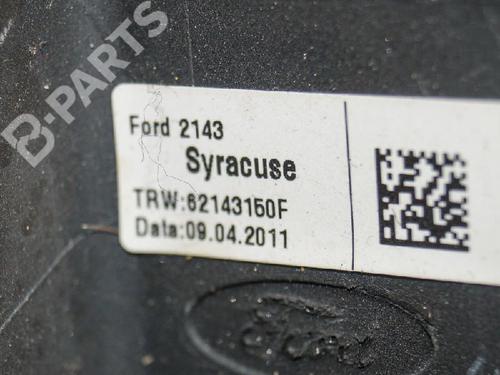 B-PARTS
Ford 2143
Syracuse
TRW:62143150F
Data:09.04.2011
Ford